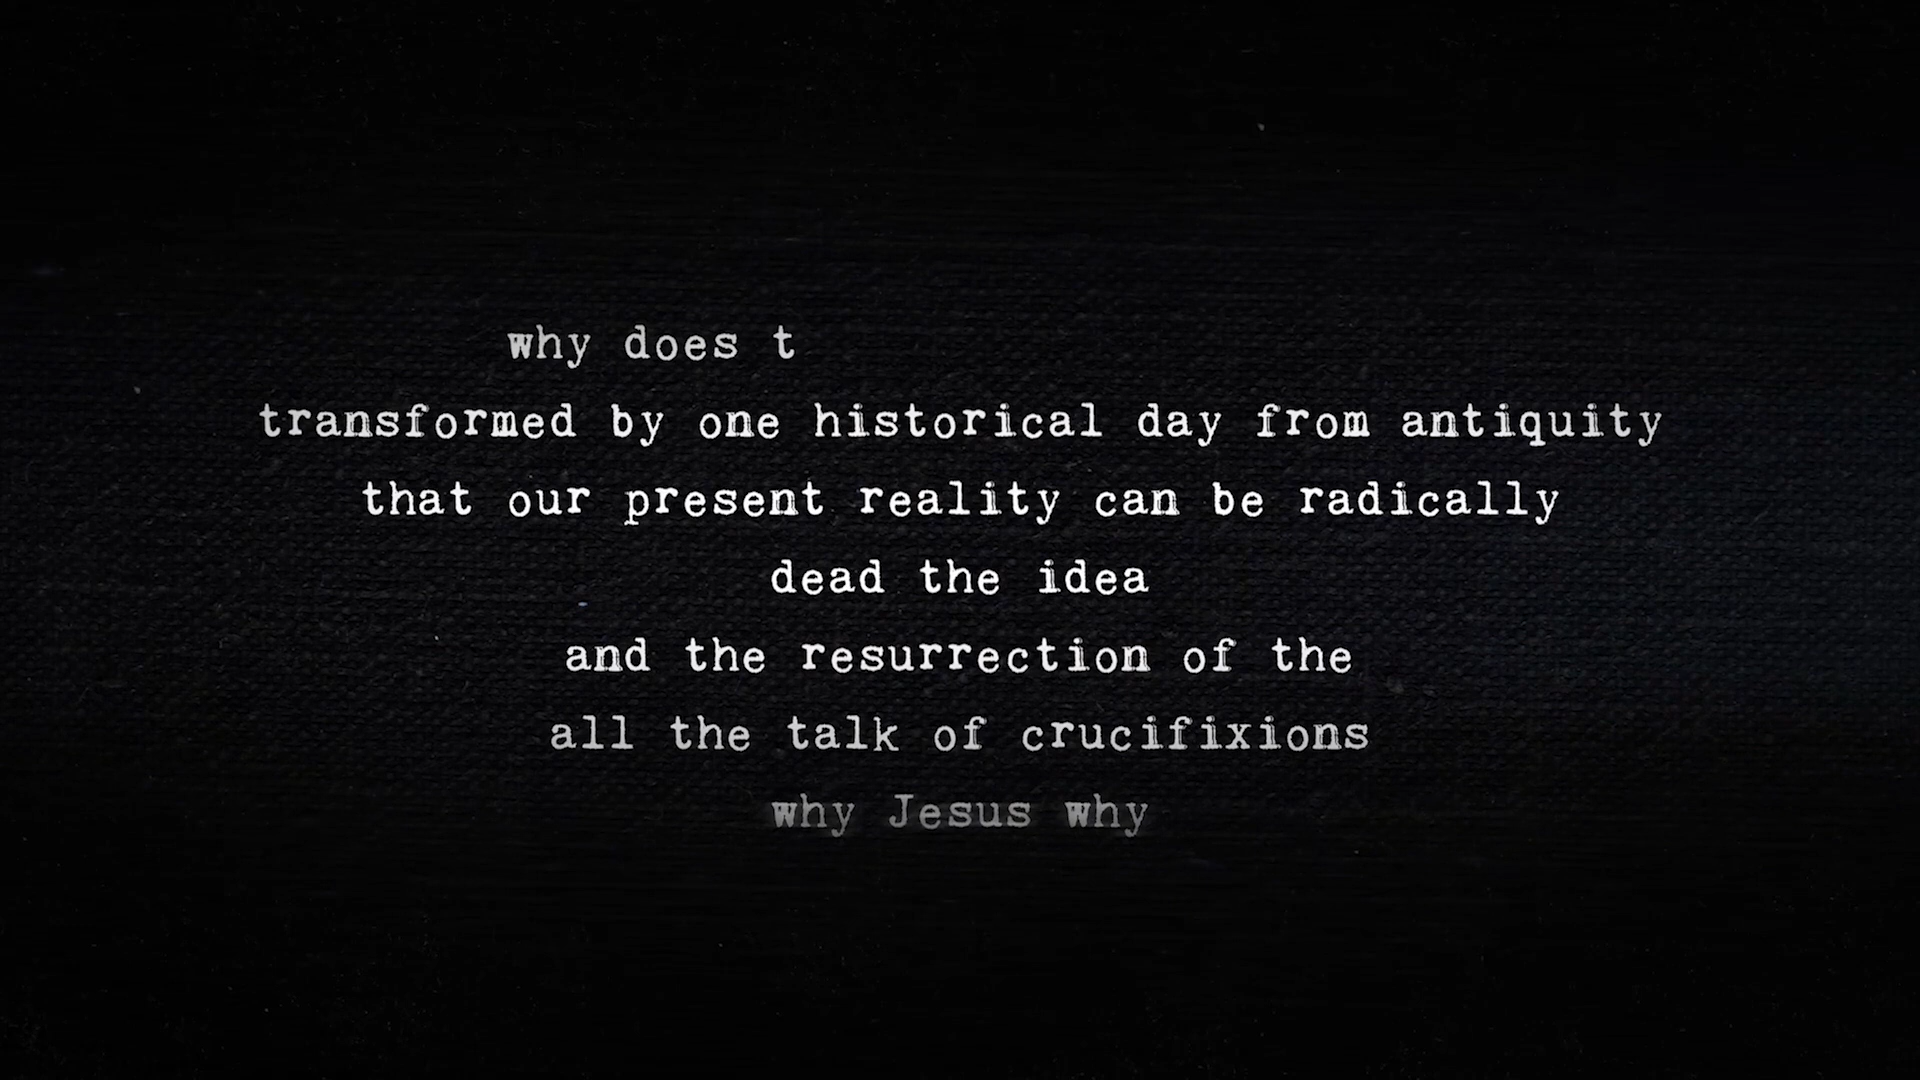 why does t
transformed by one historical day from antiquity
that our present reality can be radically
dead the idea
and the resurrection of the
all the talk of crucifixions
why Jesus why